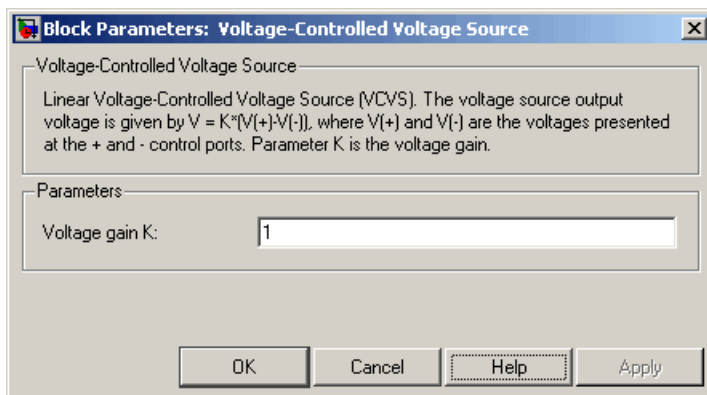 Block Parameters: Voltage-Controlled Voltage Source
Voltage-Controlled Voltage Source
Linear Voltage-Controlled Voltage Source (VCVS). The voltage source output
voltage is given by V = K*(V(+)-V(-)), where V(+) and V(-) are the voltages presented
at the + and - control ports. Parameter K is the voltage gain.
Parameters
Voltage gain K: 1
OK Cancel Help Apply